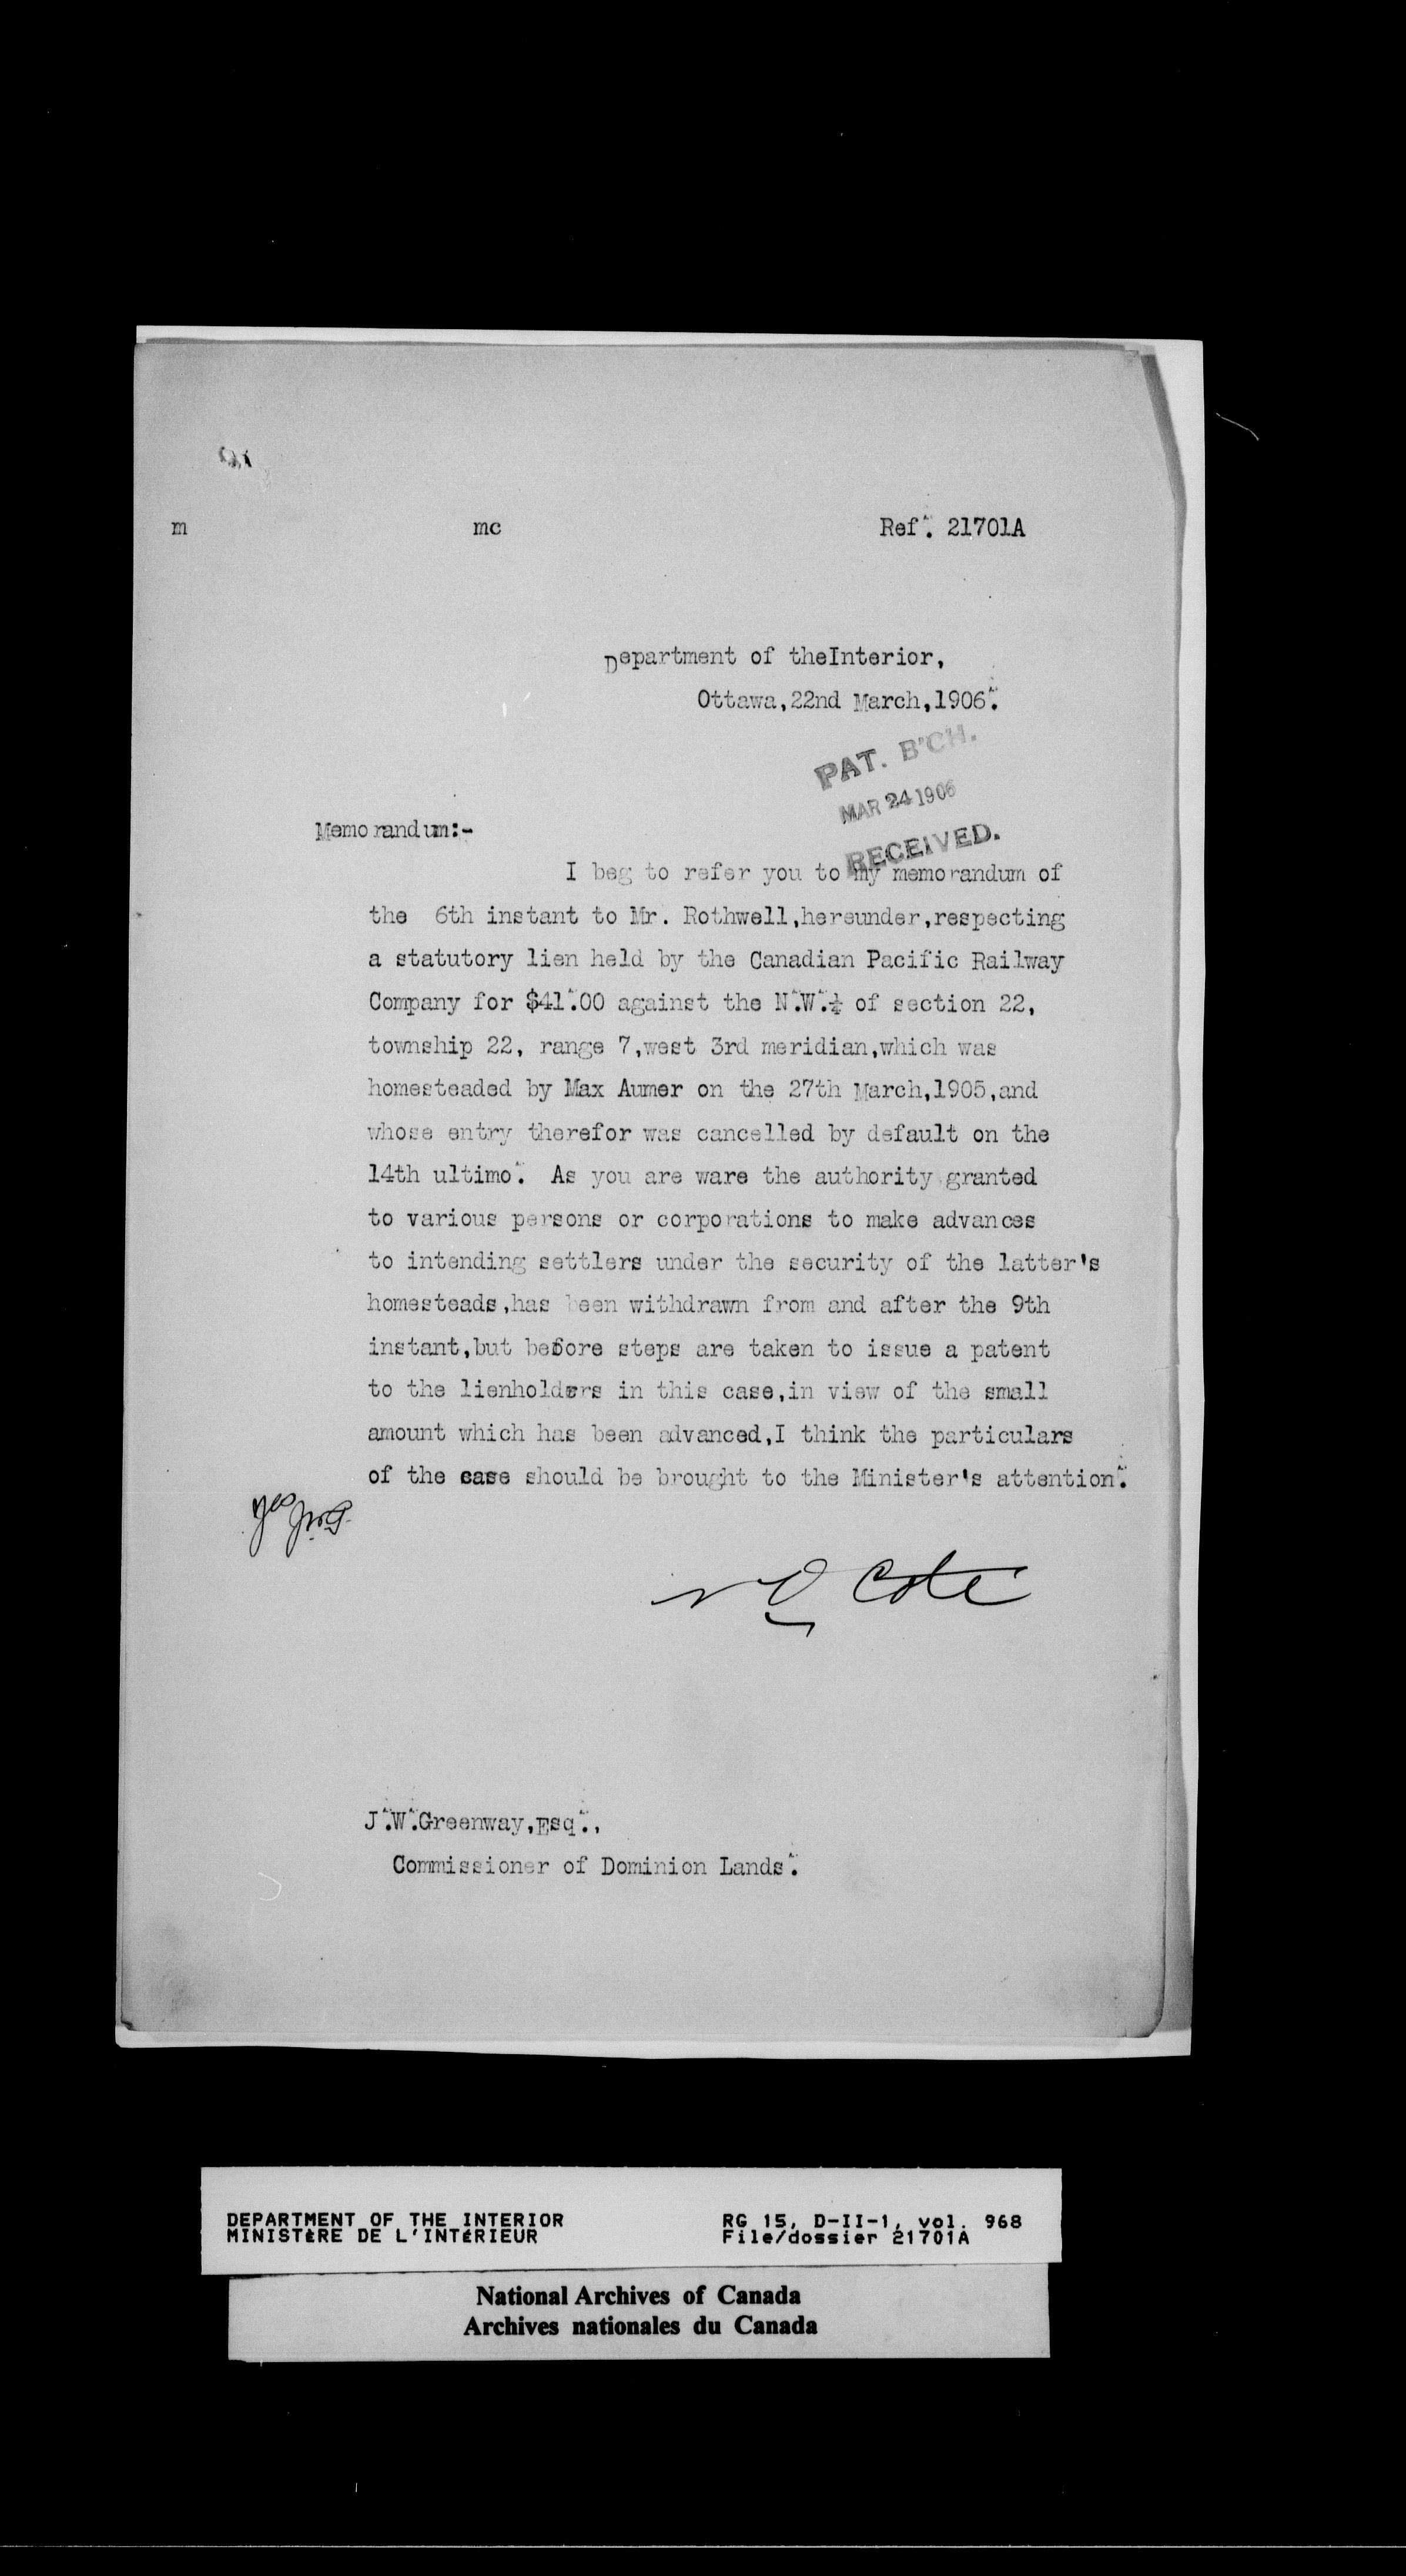 m mc Ref. 21701A
Department of theInterior,
Ottawa,22nd March,1906.
PAT. B'CH.
MAR 24 1906
RECEIVED.
Memorandum:-
I beg to refer you to my memorandum of
the 6th instant to Mr. Rothwell,hereunder,respecting
a statutory lien held by the Canadian Pacific Railway
Company for $41.00 against the N.W.¼ of section 22,
township 22, range 7,west 3rd meridian,which was
homesteaded by Max Aumer on the 27th March,1905,and
whose entry therefor was cancelled by default on the
14th ultimo. As you are ware the authority granted
to various persons or corporations to make advances
to intending settlers under the security of the latter's
homesteads,has been withdrawn from and after the 9th
instant,but before steps are taken to issue a patent
to the lienholders in this case,in view of the small
amount which has been advanced,I think the particulars
of the case should be brought to the Minister's attention.
Yes JWG
N O Coté
J.W.Greenway,Esq.,
Commissioner of Dominion Lands.
DEPARTMENT OF THE INTERIOR RG 15, D-II-1, vol. 968
MINISTÈRE DE L'INTÉRIEUR File/dossier 21701A
National Archives of Canada
Archives nationales du Canada